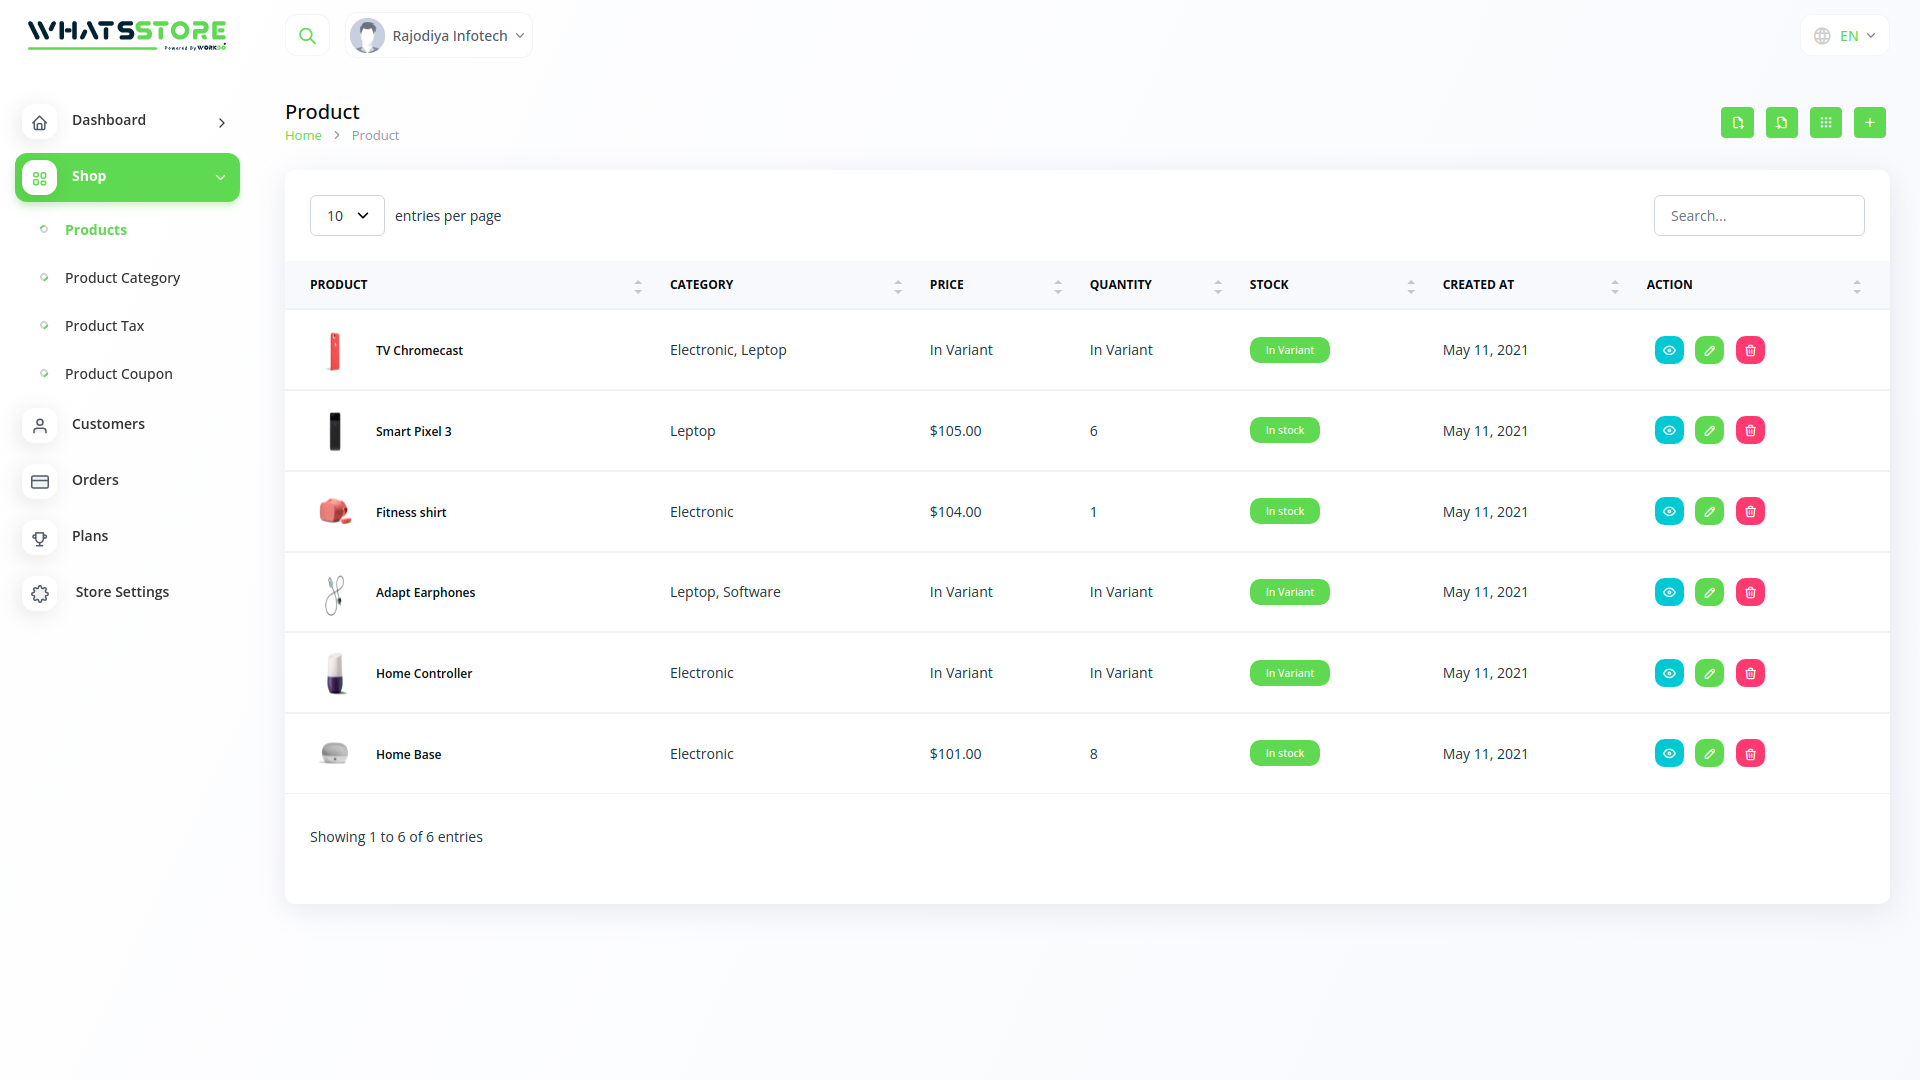 WHATSSTORE
Powered By WORKDO
Rajodiya Infotech
EN
Dashboard
Shop
Products
Product Category
Product Tax
Product Coupon
Customers
Orders
Plans
Store Settings
Product
Home > Product
10 entries per page
Search...
PRODUCT CATEGORY PRICE QUANTITY STOCK CREATED AT ACTION
TV Chromecast Electronic, Leptop In Variant In Variant In Variant May 11, 2021
Smart Pixel 3 Leptop $105.00 6 In stock May 11, 2021
Fitness shirt Electronic $104.00 1 In stock May 11, 2021
Adapt Earphones Leptop, Software In Variant In Variant In Variant May 11, 2021
Home Controller Electronic In Variant In Variant In Variant May 11, 2021
Home Base Electronic $101.00 8 In stock May 11, 2021
Showing 1 to 6 of 6 entries